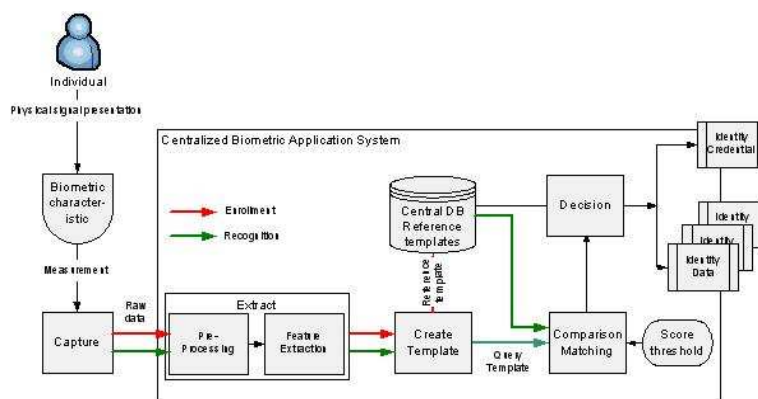 Individual
Physical signal presentation
Centralized Biometric Application System
Identity
Credential
Biometric
character-
istic
Enrollment
Recognition
Central DB
Reference
templates
Decision
Identity
Identity
Identity
Data
Measurement
Reference
template
Raw
data
Extract
Capture
Pre-
Processing
Feature
Extraction
Create
Template
Query
Template
Comparison
Matching
Score
threshold